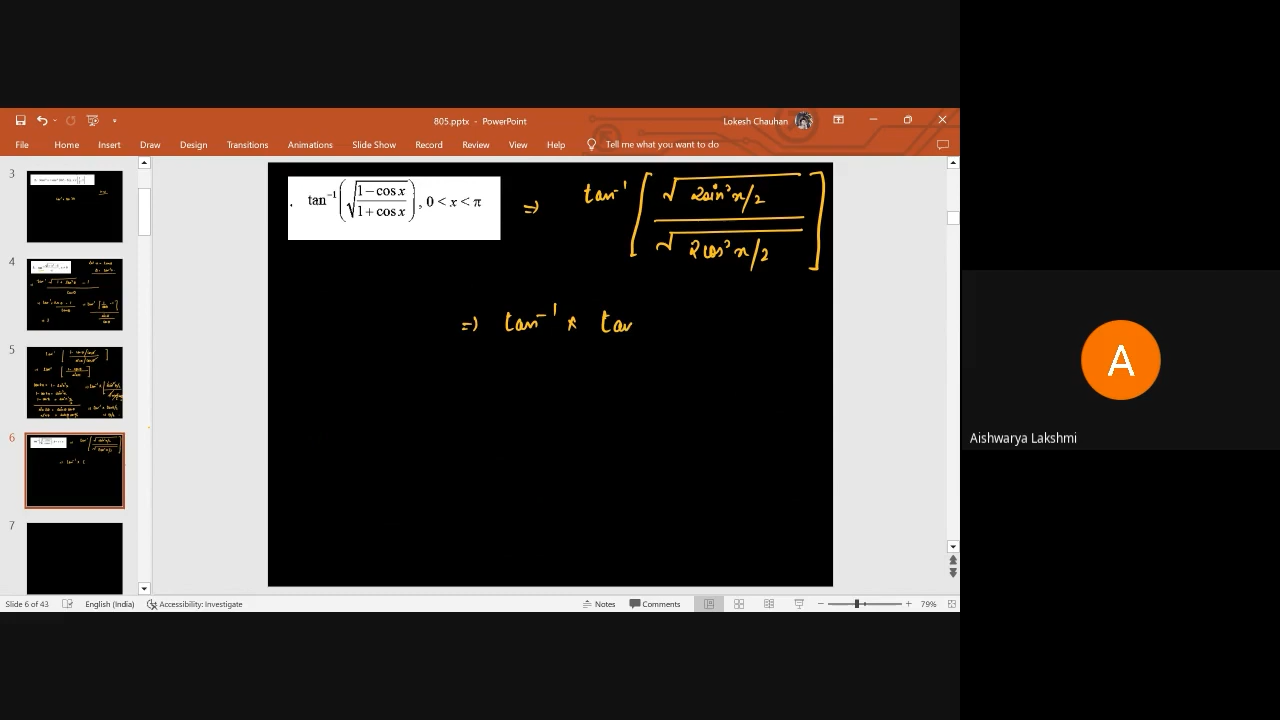 805.pptx - PowerPoint
Lokesh Chauhan
File Home Insert Draw Design Transitions Animations Slide Show Record Review View Help Tell me what you want to do
3
4
5
6
7
. tan⁻¹(√((1 − cos x)/(1 + cos x))), 0 < x < π
⇒ tan⁻¹[√(2sin²x/2) / √(2cos²x/2)]
⇒ tan⁻¹ × tan
Aishwarya Lakshmi
A
Slide 6 of 43 English (India) Accessibility: Investigate Notes Comments 79%